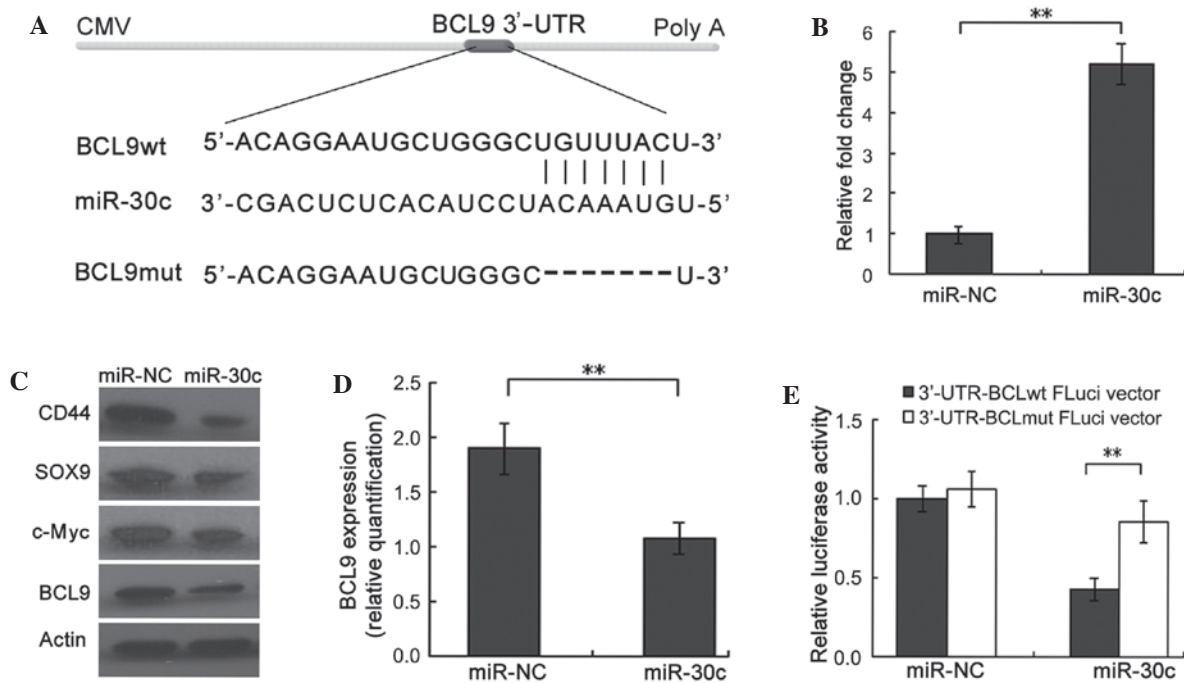 A
CMV
BCL9 3’-UTR
Poly A
BCL9wt 5’-ACAGGAAUGCUGGGCUGUUUACU-3’
miR-30c 3’-CGACUCUCACAUCCUACAAAUGU-5’
BCL9mut 5’-ACAGGAAUGCUGGGC-------U-3’
B
**
Relative fold change
6
5
4
3
2
1
0
miR-NC
miR-30c
C
miR-NC miR-30c
CD44
SOX9
c-Myc
BCL9
Actin
D
**
BCL9 expression
(relative quantification)
2.5
2.0
1.5
1.0
0.5
0.0
miR-NC
miR-30c
E
3’-UTR-BCLwt FLuci vector
3’-UTR-BCLmut FLuci vector
**
Relative luciferase activity
1.5
1.0
0.5
0.0
miR-NC
miR-30c